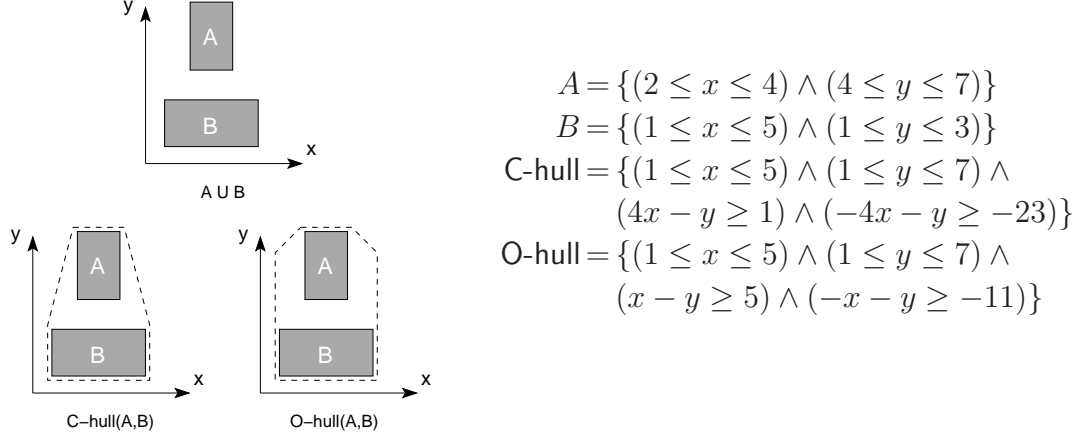 y
A
B
x
A U B
y
A
B
x
C-hull(A,B)
y
A
B
x
O-hull(A,B)
A = {(2 ≤ x ≤ 4) ∧ (4 ≤ y ≤ 7)}
B = {(1 ≤ x ≤ 5) ∧ (1 ≤ y ≤ 3)}
C-hull = {(1 ≤ x ≤ 5) ∧ (1 ≤ y ≤ 7) ∧
(4x − y ≥ 1) ∧ (−4x − y ≥ −23)}
O-hull = {(1 ≤ x ≤ 5) ∧ (1 ≤ y ≤ 7) ∧
(x − y ≥ 5) ∧ (−x − y ≥ −11)}